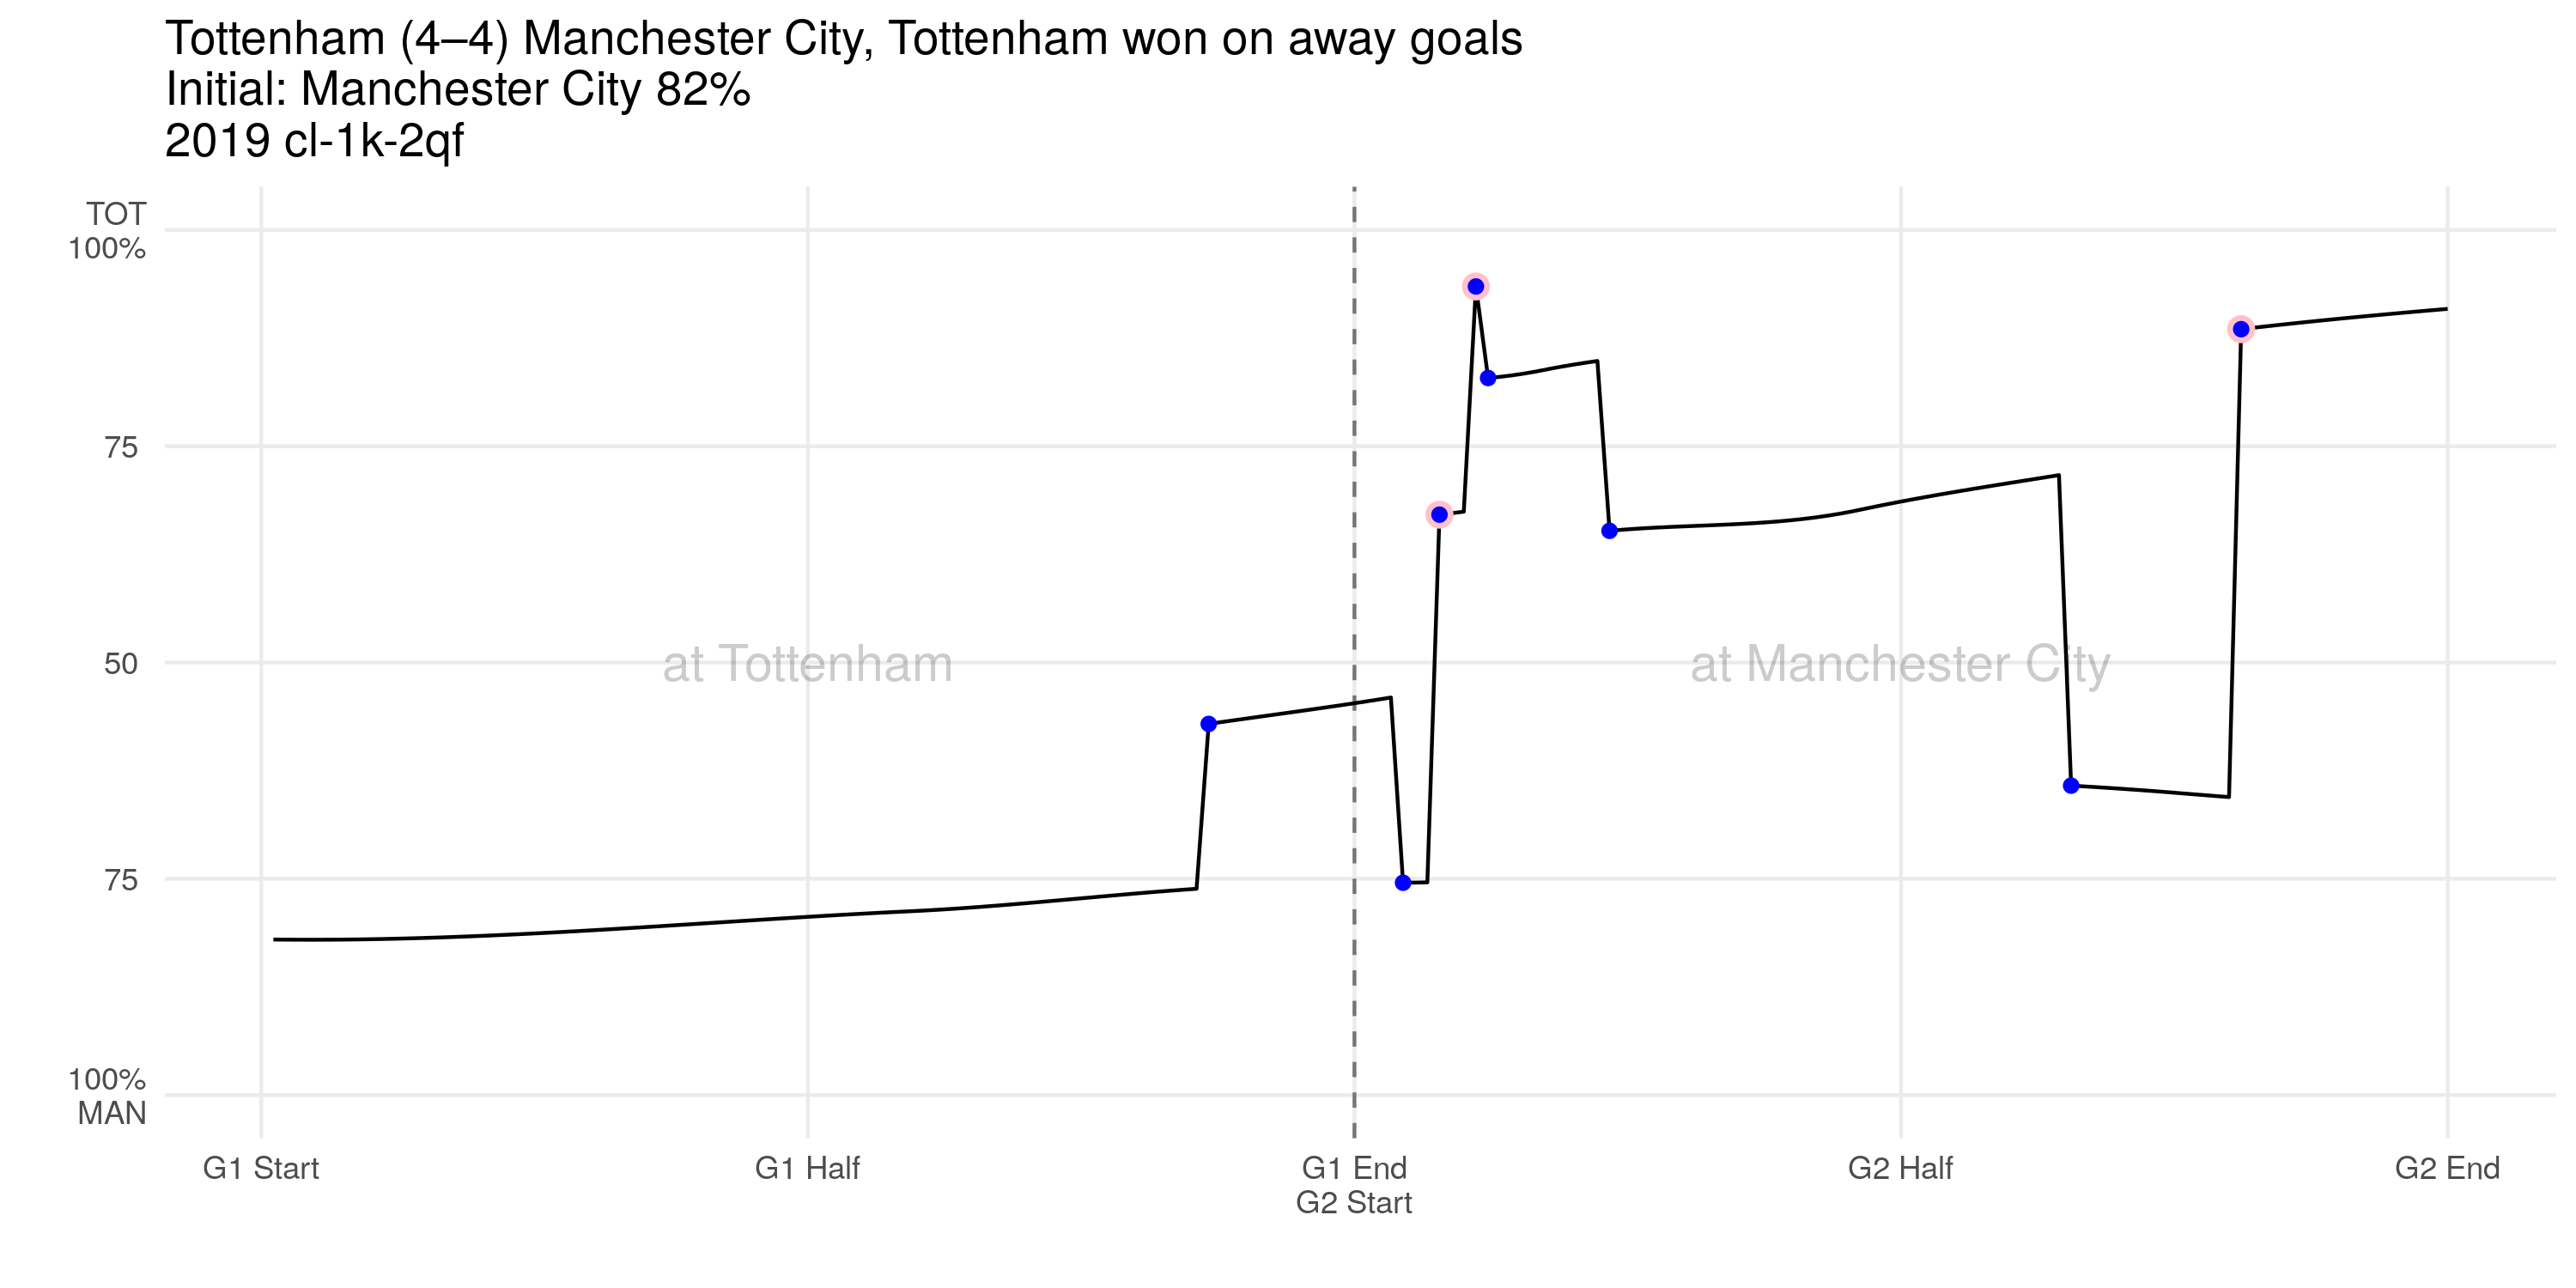 Tottenham (4–4) Manchester City, Tottenham won on away goals
Initial: Manchester City 82%
2019 cl-1k-2qf
TOT
100%
75
50
75
100%
MAN
at Tottenham
at Manchester City
G1 Start
G1 Half
G1 End
G2 Start
G2 Half
G2 End